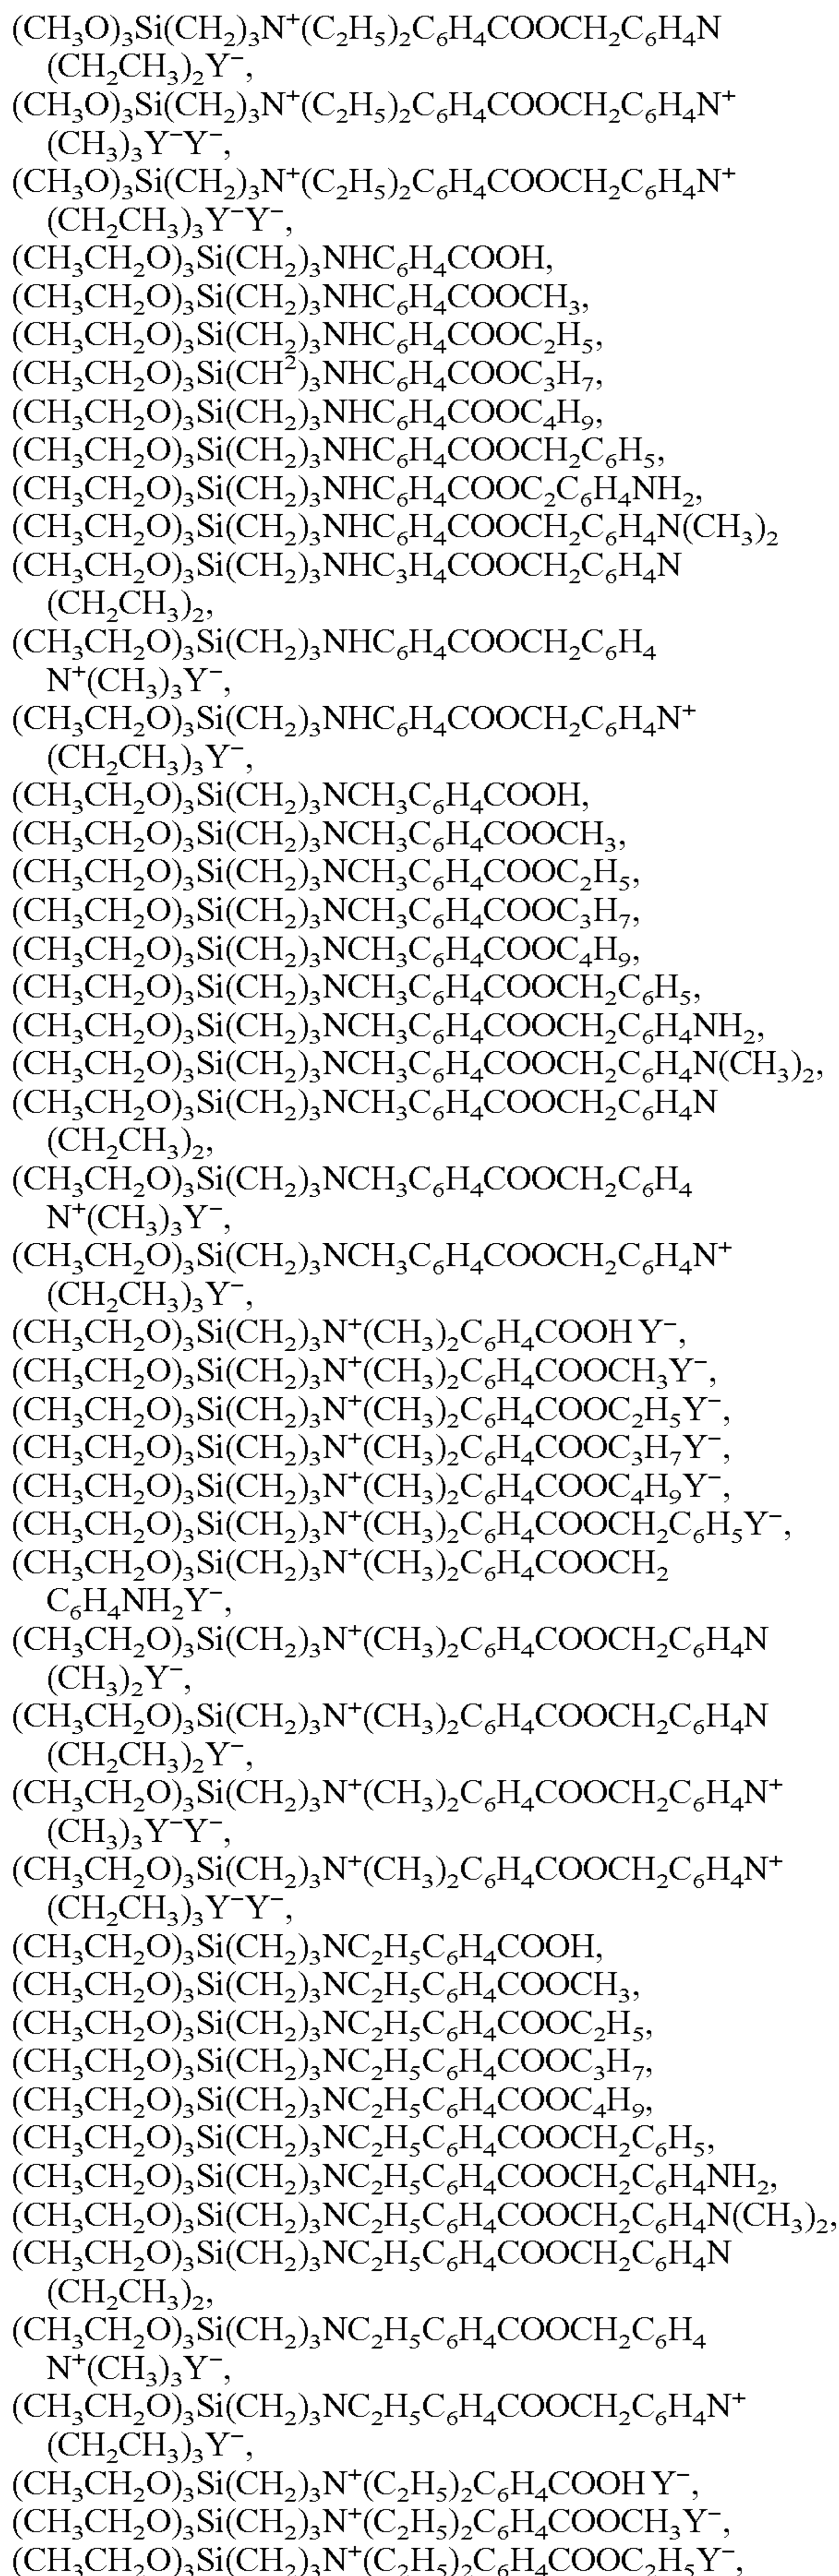 (CH₃O)₃Si(CH₂)₃N⁺(C₂H₅)₂C₆H₄COOCH₂C₆H₄N
(CH₂CH₃)₂Y⁻,
(CH₃O)₃Si(CH₂)₃N⁺(C₂H₅)₂C₆H₄COOCH₂C₆H₄N⁺
(CH₃)₃Y⁻Y⁻,
(CH₃O)₃Si(CH₂)₃N⁺(C₂H₅)₂C₆H₄COOCH₂C₆H₄N⁺
(CH₂CH₃)₃Y⁻Y⁻,
(CH₃CH₂O)₃Si(CH₂)₃NHC₆H₄COOH,
(CH₃CH₂O)₃Si(CH₂)₃NHC₆H₄COOCH₃,
(CH₃CH₂O)₃Si(CH₂)₃NHC₆H₄COOC₂H₅,
(CH₃CH₂O)₃Si(CH²)₃NHC₆H₄COOC₃H₇,
(CH₃CH₂O)₃Si(CH₂)₃NHC₆H₄COOC₄H₉,
(CH₃CH₂O)₃Si(CH₂)₃NHC₆H₄COOCH₂C₆H₅,
(CH₃CH₂O)₃Si(CH₂)₃NHC₆H₄COOC₂C₆H₄NH₂,
(CH₃CH₂O)₃Si(CH₂)₃NHC₆H₄COOCH₂C₆H₄N(CH₃)₂
(CH₃CH₂O)₃Si(CH₂)₃NHC₃H₄COOCH₂C₆H₄N
(CH₂CH₃)₂,
(CH₃CH₂O)₃Si(CH₂)₃NHC₆H₄COOCH₂C₆H₄
N⁺(CH₃)₃Y⁻,
(CH₃CH₂O)₃Si(CH₂)₃NHC₆H₄COOCH₂C₆H₄N⁺
(CH₂CH₃)₃Y⁻,
(CH₃CH₂O)₃Si(CH₂)₃NCH₃C₆H₄COOH,
(CH₃CH₂O)₃Si(CH₂)₃NCH₃C₆H₄COOCH₃,
(CH₃CH₂O)₃Si(CH₂)₃NCH₃C₆H₄COOC₂H₅,
(CH₃CH₂O)₃Si(CH₂)₃NCH₃C₆H₄COOC₃H₇,
(CH₃CH₂O)₃Si(CH₂)₃NCH₃C₆H₄COOC₄H₉,
(CH₃CH₂O)₃Si(CH₂)₃NCH₃C₆H₄COOCH₂C₆H₅,
(CH₃CH₂O)₃Si(CH₂)₃NCH₃C₆H₄COOCH₂C₆H₄NH₂,
(CH₃CH₂O)₃Si(CH₂)₃NCH₃C₆H₄COOCH₂C₆H₄N(CH₃)₂,
(CH₃CH₂O)₃Si(CH₂)₃NCH₃C₆H₄COOCH₂C₆H₄N
(CH₂CH₃)₂,
(CH₃CH₂O)₃Si(CH₂)₃NCH₃C₆H₄COOCH₂C₆H₄
N⁺(CH₃)₃Y⁻,
(CH₃CH₂O)₃Si(CH₂)₃NCH₃C₆H₄COOCH₂C₆H₄N⁺
(CH₂CH₃)₃Y⁻,
(CH₃CH₂O)₃Si(CH₂)₃N⁺(CH₃)₂C₆H₄COOH Y⁻,
(CH₃CH₂O)₃Si(CH₂)₃N⁺(CH₃)₂C₆H₄COOCH₃Y⁻,
(CH₃CH₂O)₃Si(CH₂)₃N⁺(CH₃)₂C₆H₄COOC₂H₅Y⁻,
(CH₃CH₂O)₃Si(CH₂)₃N⁺(CH₃)₂C₆H₄COOC₃H₇Y⁻,
(CH₃CH₂O)₃Si(CH₂)₃N⁺(CH₃)₂C₆H₄COOC₄H₉Y⁻,
(CH₃CH₂O)₃Si(CH₂)₃N⁺(CH₃)₂C₆H₄COOCH₂C₆H₅Y⁻,
(CH₃CH₂O)₃Si(CH₂)₃N⁺(CH₃)₂C₆H₄COOCH₂
C₆H₄NH₂Y⁻,
(CH₃CH₂O)₃Si(CH₂)₃N⁺(CH₃)₂C₆H₄COOCH₂C₆H₄N
(CH₃)₂Y⁻,
(CH₃CH₂O)₃Si(CH₂)₃N⁺(CH₃)₂C₆H₄COOCH₂C₆H₄N
(CH₂CH₃)₂Y⁻,
(CH₃CH₂O)₃Si(CH₂)₃N⁺(CH₃)₂C₆H₄COOCH₂C₆H₄N⁺
(CH₃)₃Y⁻Y⁻,
(CH₃CH₂O)₃Si(CH₂)₃N⁺(CH₃)₂C₆H₄COOCH₂C₆H₄N⁺
(CH₂CH₃)₃Y⁻Y⁻,
(CH₃CH₂O)₃Si(CH₂)₃NC₂H₅C₆H₄COOH,
(CH₃CH₂O)₃Si(CH₂)₃NC₂H₅C₆H₄COOCH₃,
(CH₃CH₂O)₃Si(CH₂)₃NC₂H₅C₆H₄COOC₂H₅,
(CH₃CH₂O)₃Si(CH₂)₃NC₂H₅C₆H₄COOC₃H₇,
(CH₃CH₂O)₃Si(CH₂)₃NC₂H₅C₆H₄COOC₄H₉,
(CH₃CH₂O)₃Si(CH₂)₃NC₂H₅C₆H₄COOCH₂C₆H₅,
(CH₃CH₂O)₃Si(CH₂)₃NC₂H₅C₆H₄COOCH₂C₆H₄NH₂,
(CH₃CH₂O)₃Si(CH₂)₃NC₂H₅C₆H₄COOCH₂C₆H₄N(CH₃)₂,
(CH₃CH₂O)₃Si(CH₂)₃NC₂H₅C₆H₄COOCH₂C₆H₄N
(CH₂CH₃)₂,
(CH₃CH₂O)₃Si(CH₂)₃NC₂H₅C₆H₄COOCH₂C₆H₄
N⁺(CH₃)₃Y⁻,
(CH₃CH₂O)₃Si(CH₂)₃NC₂H₅C₆H₄COOCH₂C₆H₄N⁺
(CH₂CH₃)₃Y⁻,
(CH₃CH₂O)₃Si(CH₂)₃N⁺(C₂H₅)₂C₆H₄COOH Y⁻,
(CH₃CH₂O)₃Si(CH₂)₃N⁺(C₂H₅)₂C₆H₄COOCH₃Y⁻,
(CH₃CH₂O)₃Si(CH₂)₃N⁺(C₂H₅)₂C₆H₄COOC₂H₅Y⁻,